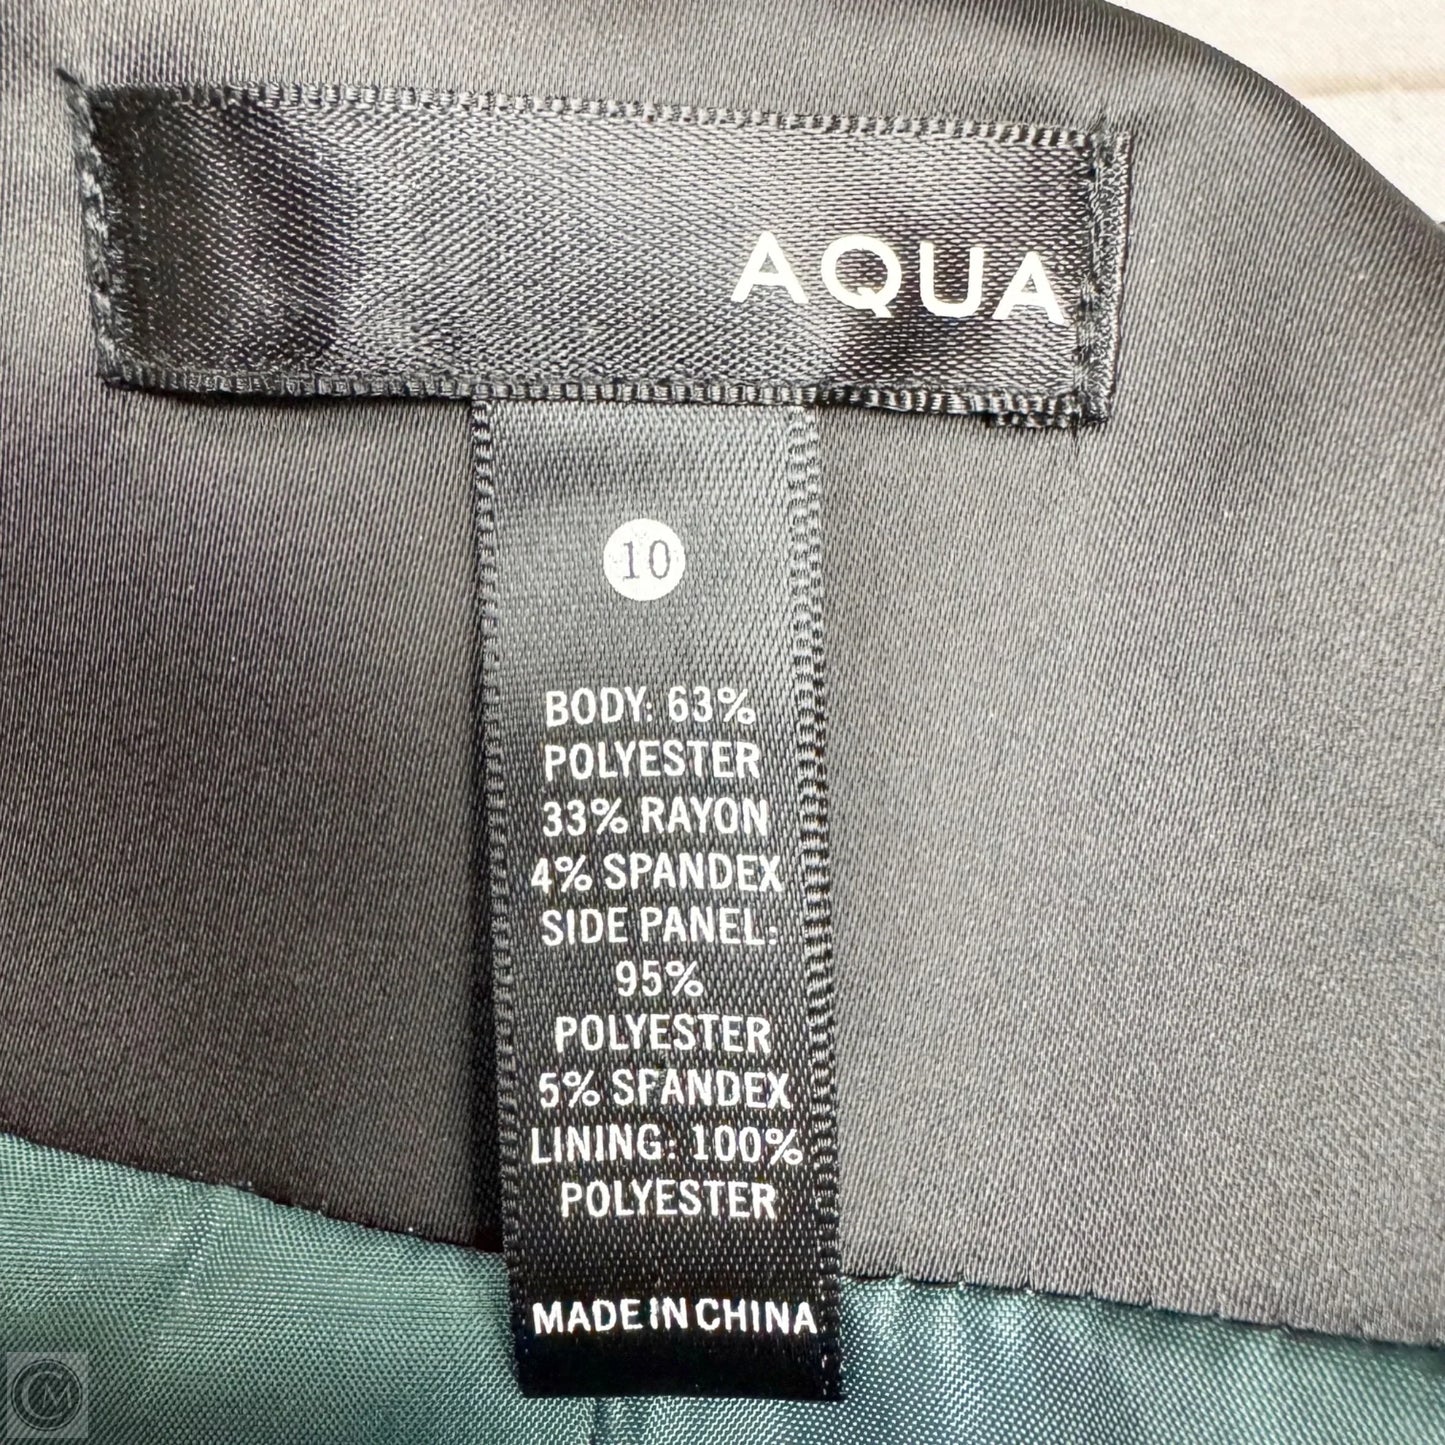 AQUA
10
BODY: 63%
POLYESTER
33% RAYON
4% SPANDEX
SIDE PANEL:
95%
POLYESTER
5% SPANDEX
LINING: 100%
POLYESTER
MADE IN CHINA